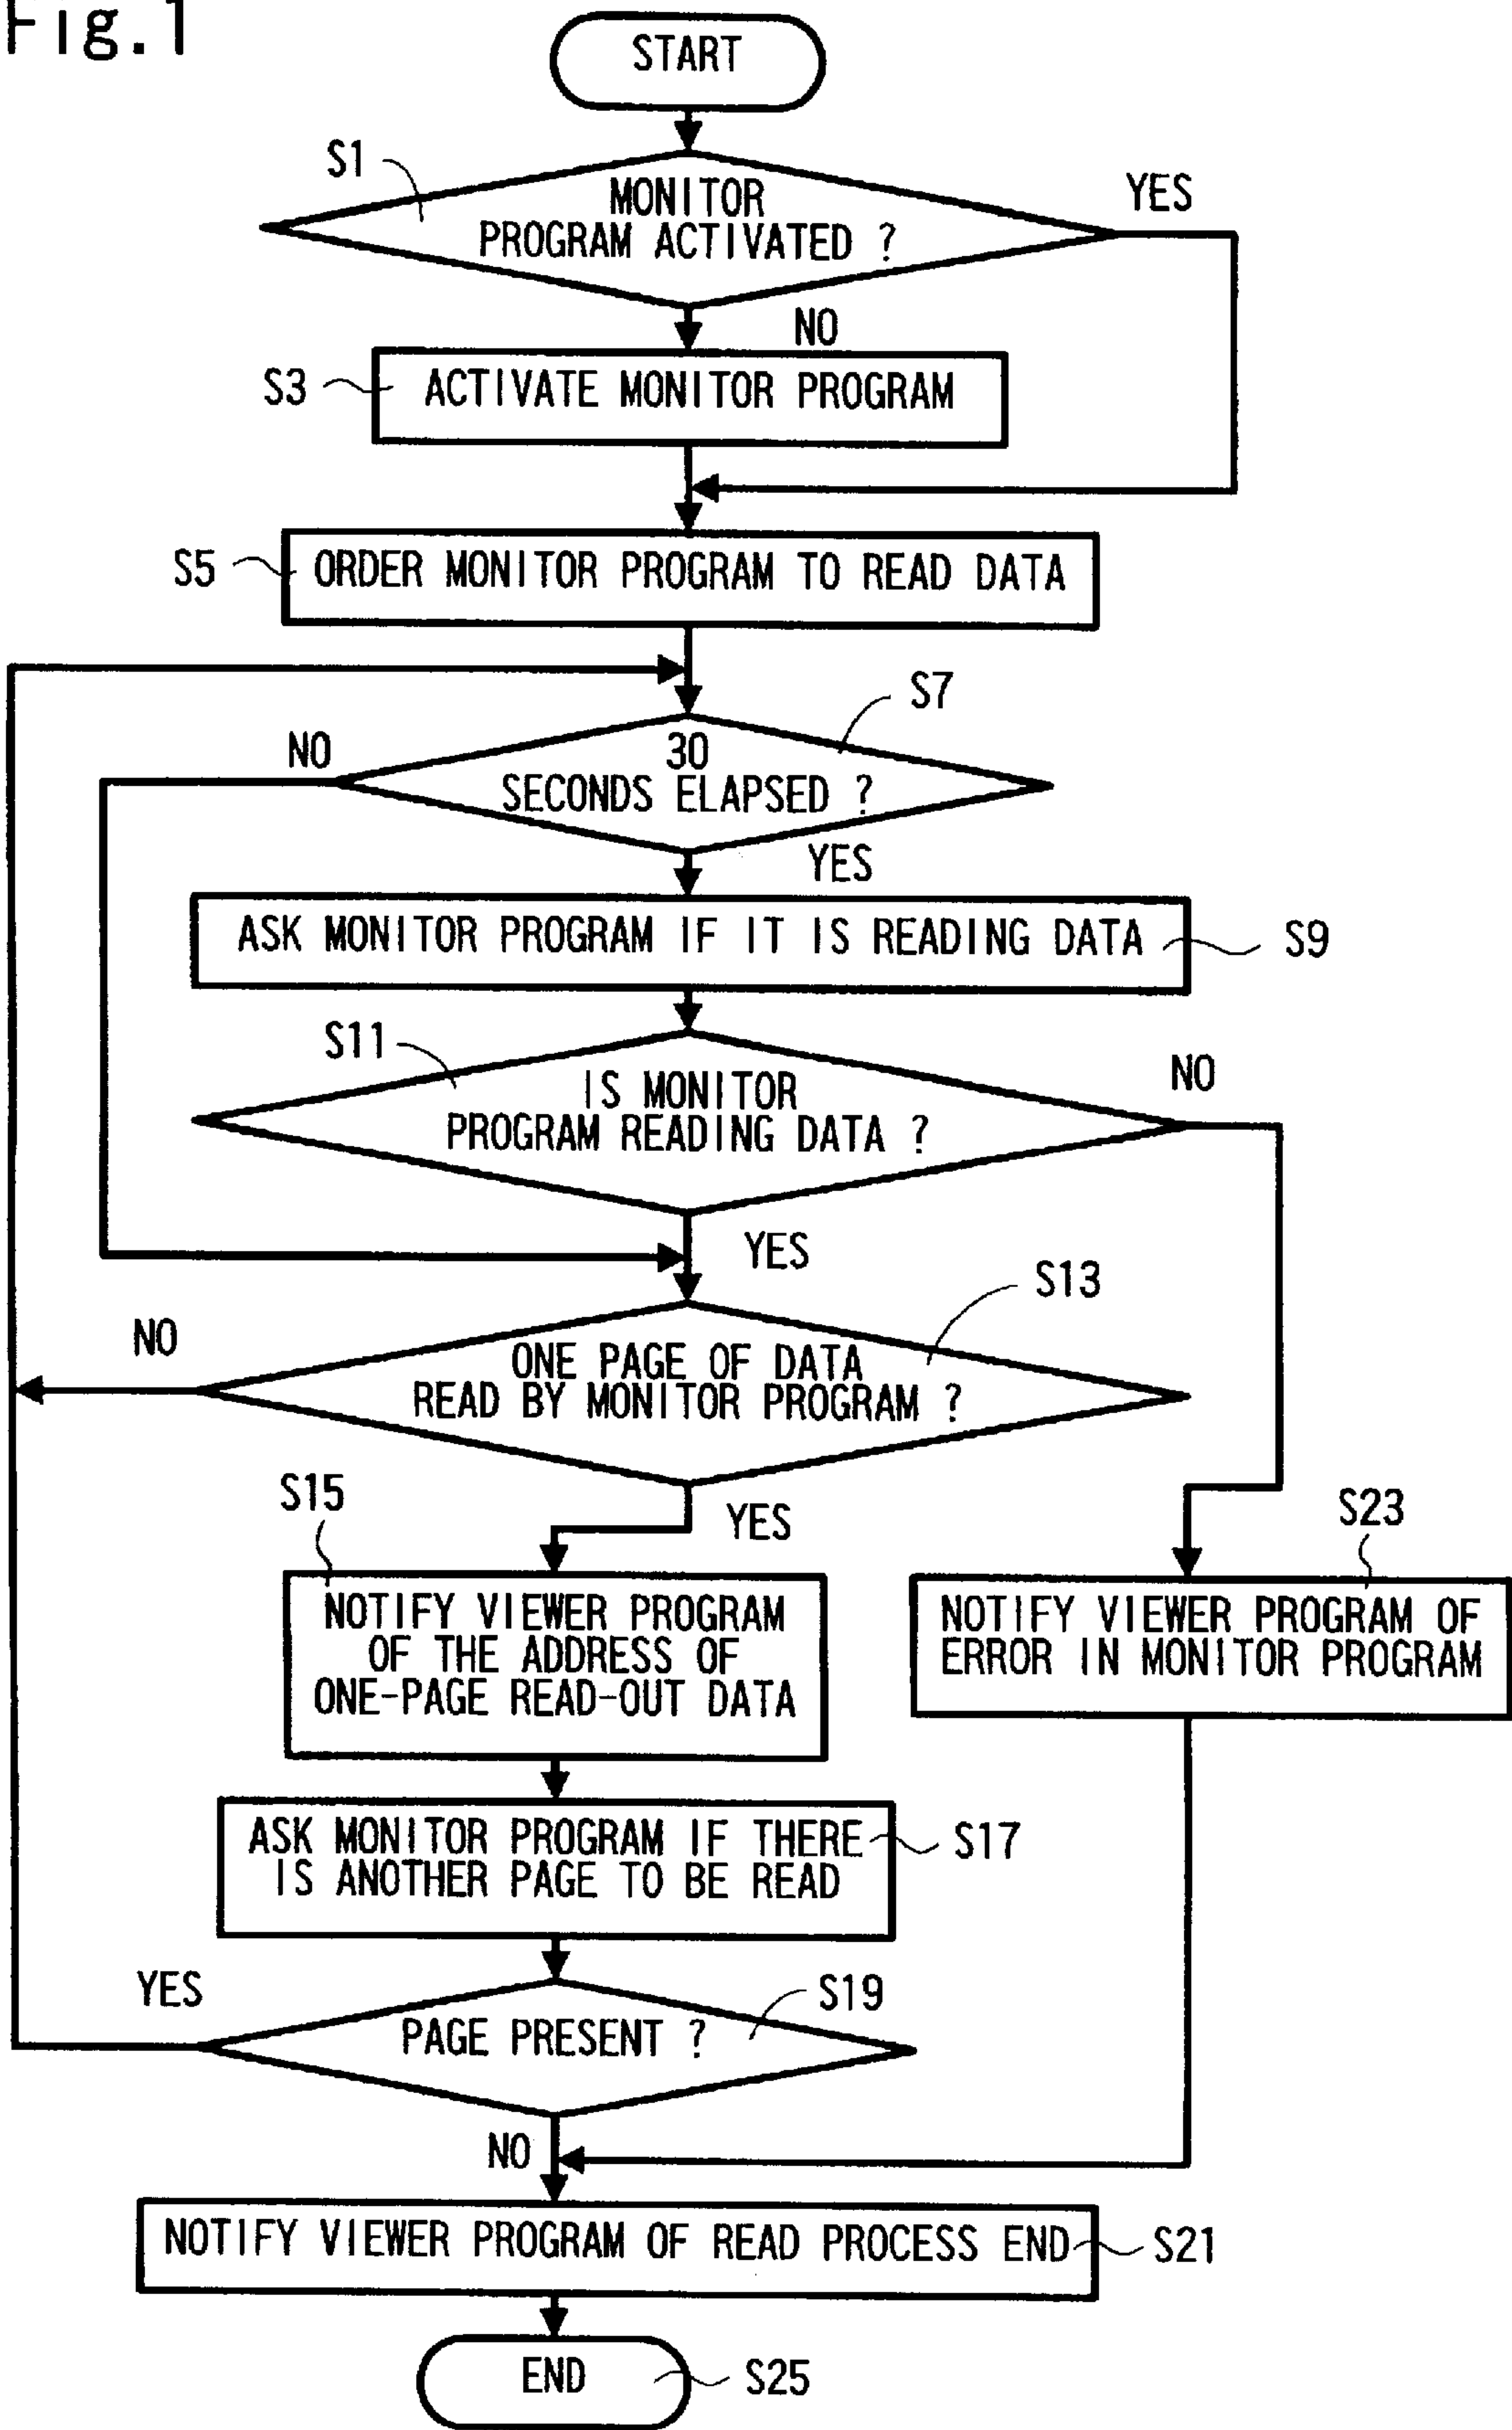 Fig.1
START
S1
MONITOR
PROGRAM ACTIVATED ?
YES
NO
S3
ACTIVATE MONITOR PROGRAM
S5
ORDER MONITOR PROGRAM TO READ DATA
S7
NO
30
SECONDS ELAPSED ?
YES
ASK MONITOR PROGRAM IF IT IS READING DATA
S9
S11
IS MONITOR
PROGRAM READING DATA ?
NO
YES
S13
NO
ONE PAGE OF DATA
READ BY MONITOR PROGRAM ?
YES
S15
NOTIFY VIEWER PROGRAM
OF THE ADDRESS OF
ONE-PAGE READ-OUT DATA
S23
NOTIFY VIEWER PROGRAM OF
ERROR IN MONITOR PROGRAM
ASK MONITOR PROGRAM IF THERE
IS ANOTHER PAGE TO BE READ
S17
YES
S19
PAGE PRESENT ?
NO
NOTIFY VIEWER PROGRAM OF READ PROCESS END
S21
END
S25